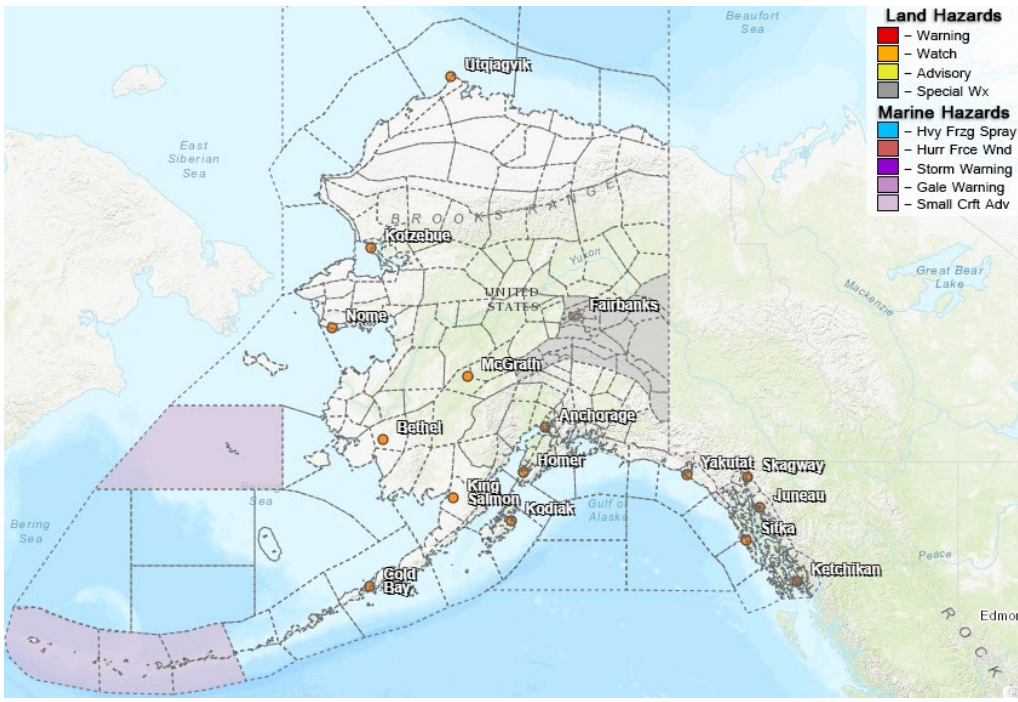 Land Hazards
– Warning
– Watch
– Advisory
– Special Wx
Marine Hazards
– Hvy Frzg Spray
– Hurr Frce Wnd
– Storm Warning
– Gale Warning
– Small Crft Adv
Beaufort
Sea
Utqiagvik
East
Siberian
Sea
BROOKS RANGE
Kotzebue
Yukon
Great Bear
Lake
Mackenzie
UNITED
STATES
Fairbanks
Nome
McGrath
Anchorage
Bethel
Homer
Yakutat
Skagway
King
Salmon
Kodiak
Gulf of
Alaska
Juneau
Sitka
Sea
Bering
Sea
Peace
Cold
Bay
Ketchikan
ROCK
Edmon